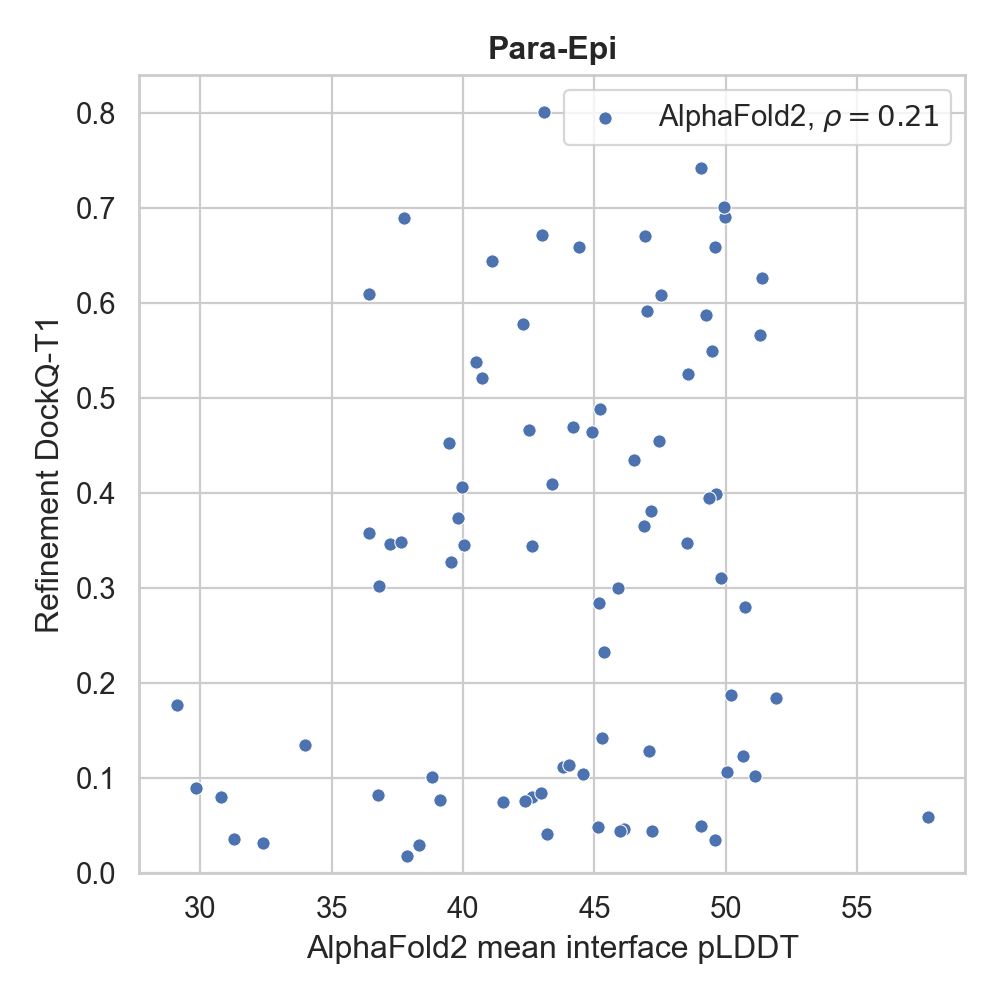 Para-Epi
AlphaFold2, ρ = 0.21
Refinement DockQ-T1
0.8
0.7
0.6
0.5
0.4
0.3
0.2
0.1
0.0
30 35 40 45 50 55
AlphaFold2 mean interface pLDDT